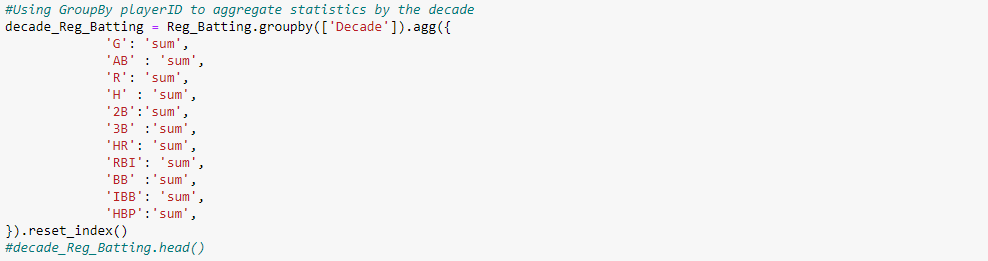 #Using GroupBy playerID to aggregate statistics by the decade
decade_Reg_Batting = Reg_Batting.groupby(['Decade']).agg({
'G': 'sum',
'AB' : 'sum',
'R': 'sum',
'H' : 'sum',
'2B':'sum',
'3B' :'sum',
'HR': 'sum',
'RBI': 'sum',
'BB' :'sum',
'IBB': 'sum',
'HBP':'sum',
}).reset_index()
#decade_Reg_Batting.head()